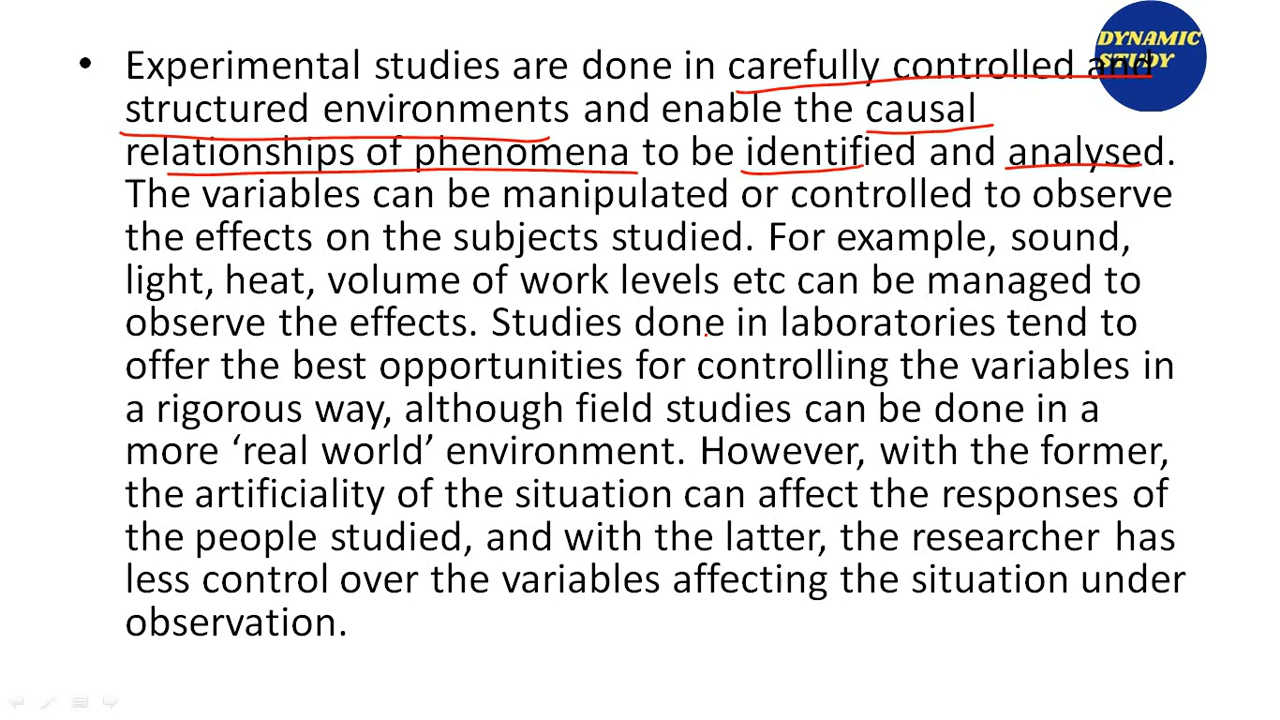 DYNAMIC
STUDY
• Experimental studies are done in carefully controlled and
structured environments and enable the causal
relationships of phenomena to be identified and analysed.
The variables can be manipulated or controlled to observe
the effects on the subjects studied. For example, sound,
light, heat, volume of work levels etc can be managed to
observe the effects. Studies done in laboratories tend to
offer the best opportunities for controlling the variables in
a rigorous way, although field studies can be done in a
more ‘real world’ environment. However, with the former,
the artificiality of the situation can affect the responses of
the people studied, and with the latter, the researcher has
less control over the variables affecting the situation under
observation.